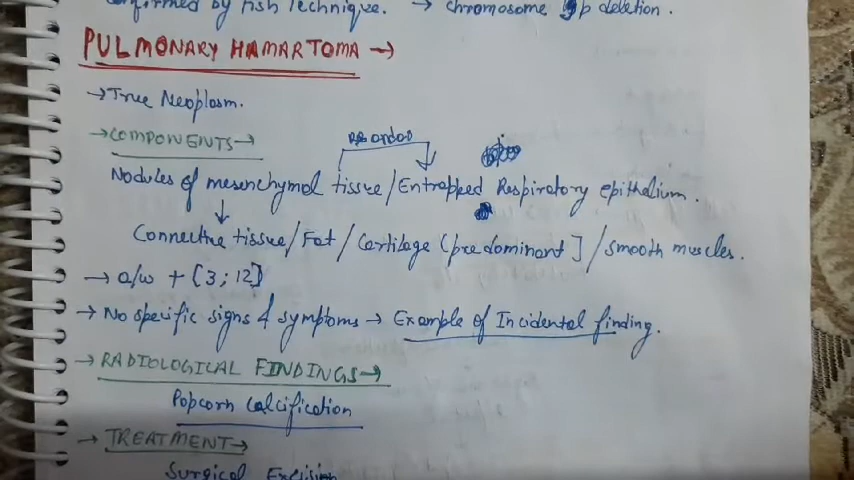 confirmed by fish Technique. → chromosome 9p deletion.
PULMONARY HAMARTOMA →
→ True Neoplasm.
→ COMPONENTS →
Nodules of mesenchymal tissue / Entrapped Respiratory epithelium.
Connective tissue / Fat / Cartilage (predominant] / smooth muscles.
→ a/w + [3; 12]
→ No specific signs & symptoms → Example of Incidental finding.
→ RADIOLOGICAL FINDINGS →
Popcorn calcification
→ TREATMENT →
Surgical Excision